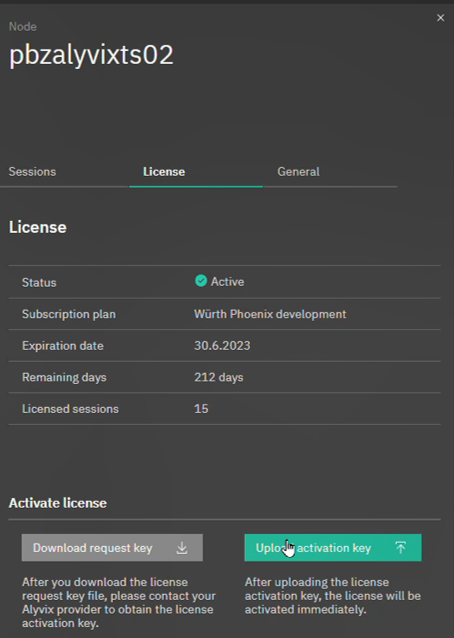 Node
pbzalyvixts02
Sessions License General
License
Status Active
Subscription plan Würth Phoenix development
Expiration date 30.6.2023
Remaining days 212 days
Licensed sessions 15
Activate license
Download request key
Upload activation key
After you download the license
request key file, please contact your
Alyvix provider to obtain the license
activation key.
After uploading the license
activation key, the license will be
activated immediately.